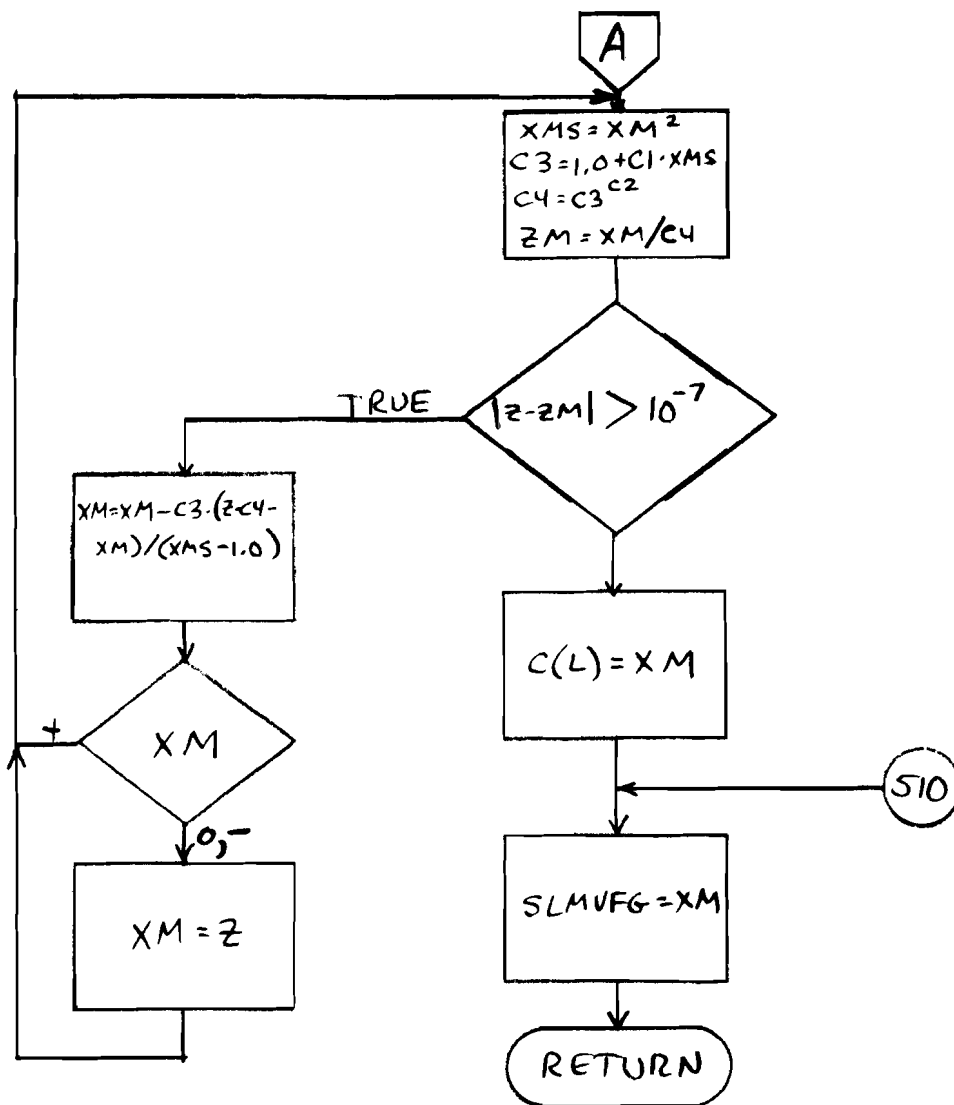 A
XMS = XM²
C3 = 1.0 + C1 · XMS
C4 = C3^C2
ZM = XM/C4
|Z-ZM| > 10⁻⁷
TRUE
XM=XM-C3·(Z·C4-
XM)/(XMS-1.0)
C(L) = XM
XM
+
0,-
510
XM = Z
SLMVFG = XM
RETURN